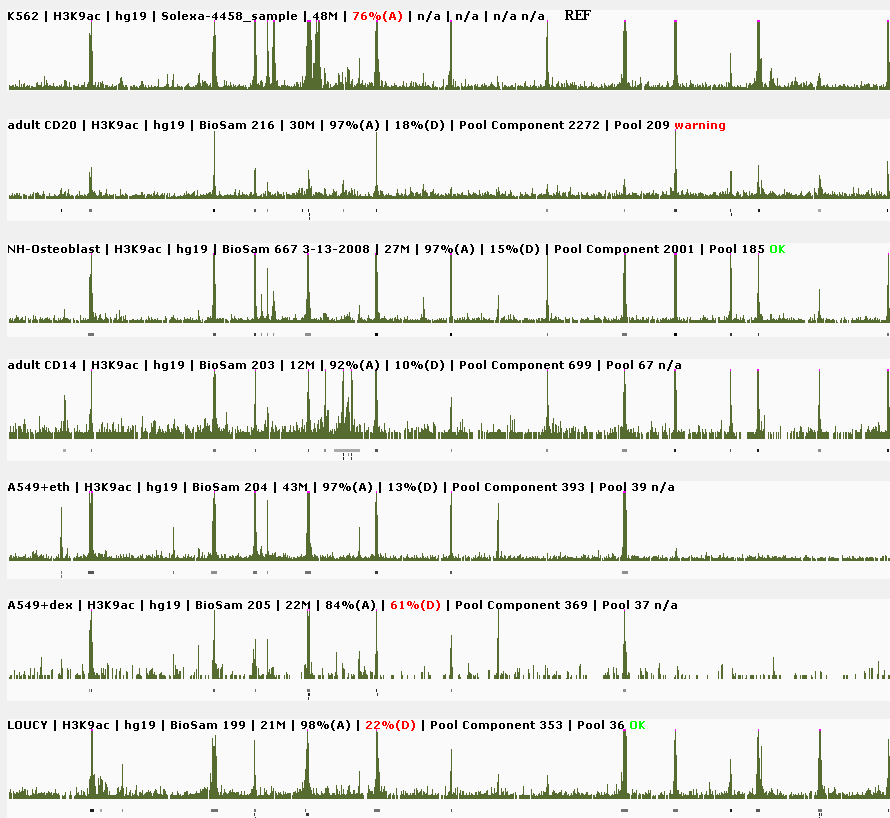 K562 | H3K9ac | hg19 | Solexa-4458_sample | 48M | 76%(A) | n/a | n/a | n/a n/a REF
adult CD20 | H3K9ac | hg19 | BioSam 216 | 30M | 97%(A) | 18%(D) | Pool Component 2272 | Pool 209 warning
NH-Osteoblast | H3K9ac | hg19 | BioSam 667 3-13-2008 | 27M | 97%(A) | 15%(D) | Pool Component 2001 | Pool 185 OK
adult CD14 | H3K9ac | hg19 | BioSam 203 | 12M | 92%(A) | 10%(D) | Pool Component 699 | Pool 67 n/a
A549+eth | H3K9ac | hg19 | BioSam 204 | 43M | 97%(A) | 13%(D) | Pool Component 393 | Pool 39 n/a
A549+dex | H3K9ac | hg19 | BioSam 205 | 22M | 84%(A) | 61%(D) | Pool Component 369 | Pool 37 n/a
LOUCY | H3K9ac | hg19 | BioSam 199 | 21M | 98%(A) | 22%(D) | Pool Component 353 | Pool 36 OK